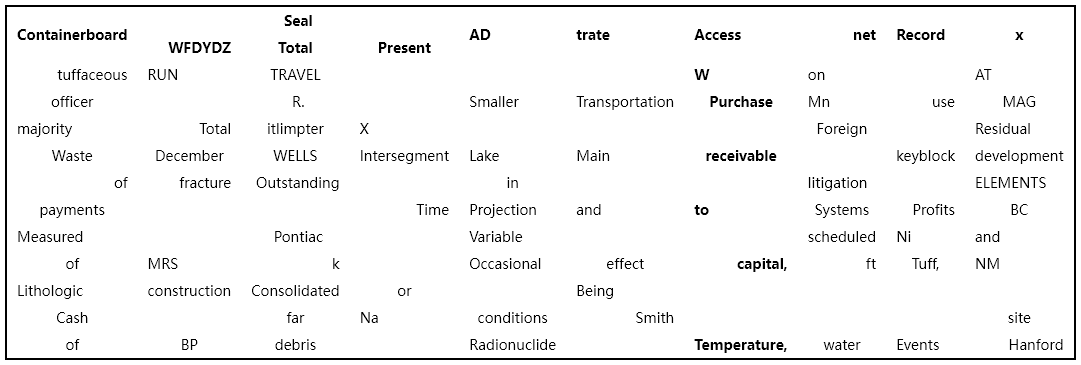 Containerboard WFDYDZ Seal Total Present AD trate Access net Record x
tuffaceous RUN TRAVEL W on AT
officer R. Smaller Transportation Purchase Mn use MAG
majority Total itlimpter X Foreign Residual
Waste December WELLS Intersegment Lake Main receivable keyblock development
of fracture Outstanding in litigation ELEMENTS
payments Time Projection and to Systems Profits BC
Measured Pontiac Variable scheduled Ni and
of MRS k Occasional effect capital, ft Tuff, NM
Lithologic construction Consolidated or Being
Cash far Na conditions Smith site
of BP debris Radionuclide Temperature, water Events Hanford